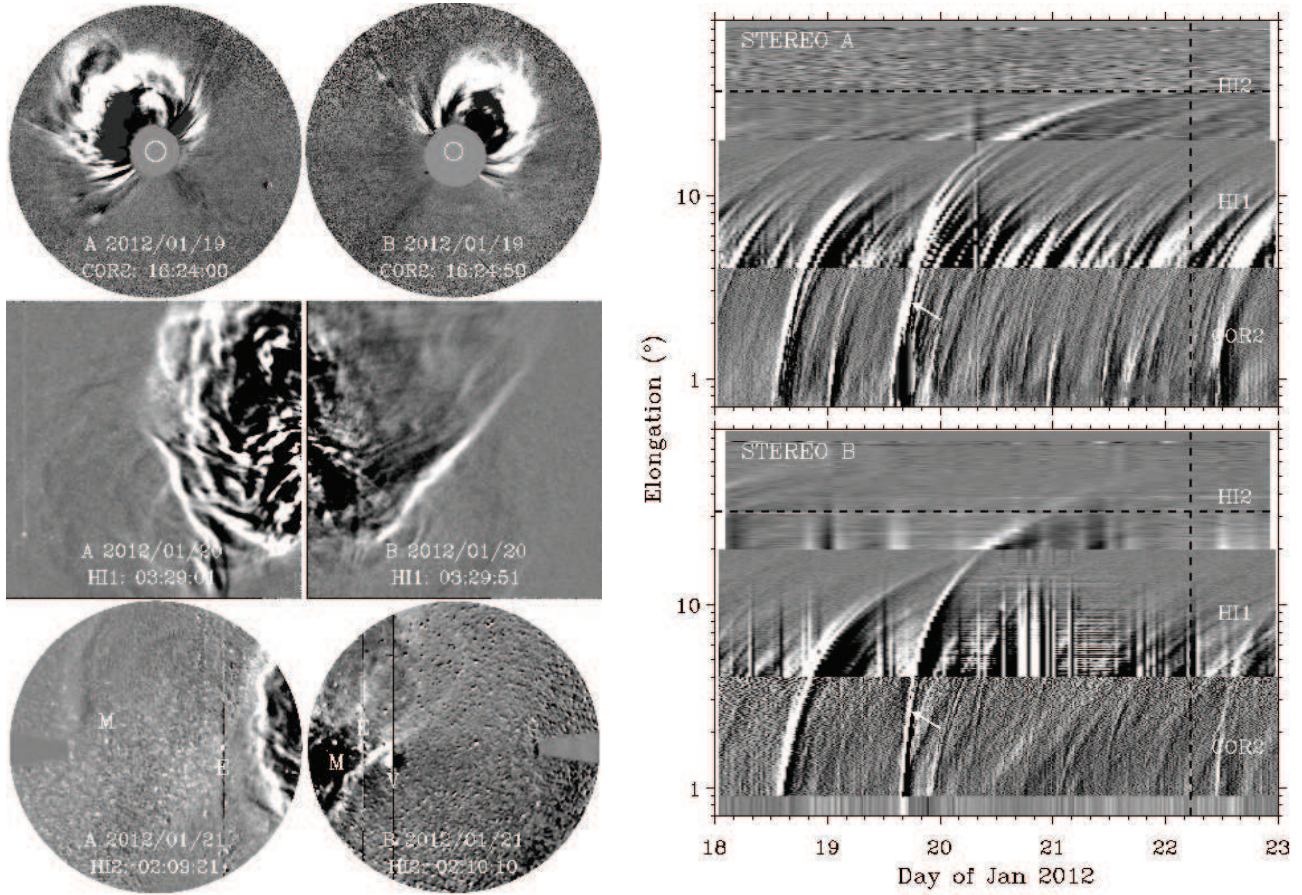 A 2012/01/19
COR2: 16:24:00
B 2012/01/19
COR2: 16:24:50
A 2012/01/20
HI1: 03:29:01
B 2012/01/20
HI1: 03:29:51
M
E
A 2012/01/21
HI2: 02:09:21
E
M
V
B 2012/01/21
HI2: 02:10:10
STEREO A
HI2
10
HI1
COR2
1
Elongation (°)
STEREO B
HI2
10
HI1
COR2
1
18 19 20 21 22 23
Day of Jan 2012